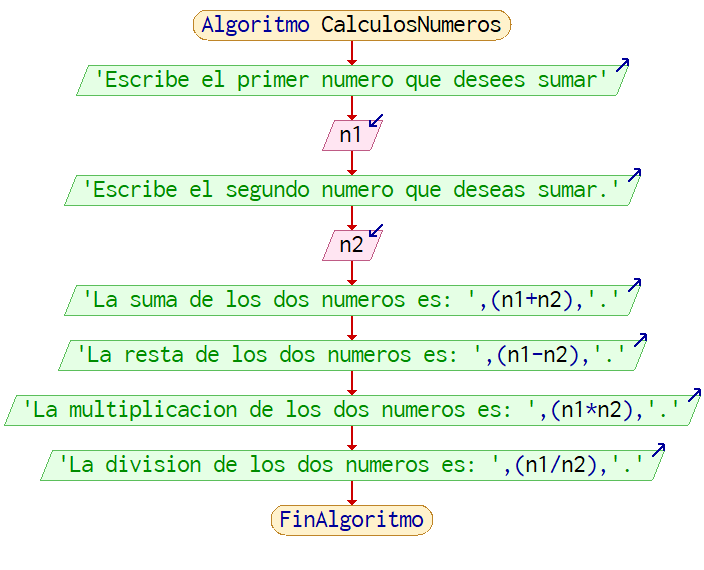 Algoritmo CalculosNumeros
'Escribe el primer numero que desees sumar'
n1
'Escribe el segundo numero que deseas sumar.'
n2
'La suma de los dos numeros es: ',(n1+n2),'.'
'La resta de los dos numeros es: ',(n1-n2),'.'
'La multiplicacion de los dos numeros es: ',(n1*n2),'.'
'La division de los dos numeros es: ',(n1/n2),'.'
FinAlgoritmo